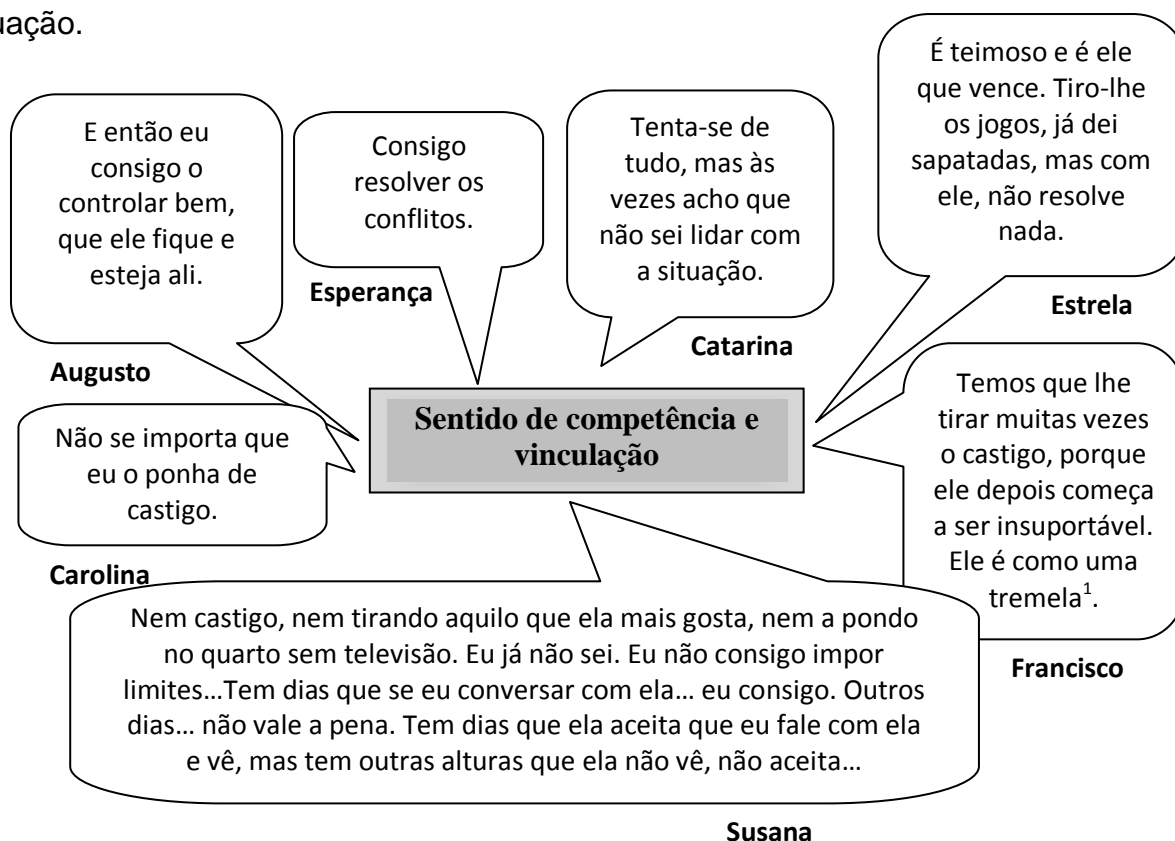 uação.
E então eu
consigo o
controlar bem,
que ele fique e
esteja ali.
Augusto
Consigo
resolver os
conflitos.
Esperança
Tenta-se de
tudo, mas às
vezes acho que
não sei lidar com
a situação.
Catarina
É teimoso e é ele
que vence. Tiro-lhe
os jogos, já dei
sapatadas, mas com
ele, não resolve
nada.
Estrela
Sentido de competência e
vinculação
Não se importa que
eu o ponha de
castigo.
Carolina
Temos que lhe
tirar muitas vezes
o castigo, porque
ele depois começa
a ser insuportável.
Ele é como uma
tremela¹.
Francisco
Nem castigo, nem tirando aquilo que ela mais gosta, nem a pondo
no quarto sem televisão. Eu já não sei. Eu não consigo impor
limites…Tem dias que se eu conversar com ela… eu consigo. Outros
dias… não vale a pena. Tem dias que ela aceita que eu fale com ela
e vê, mas tem outras alturas que ela não vê, não aceita…
Susana